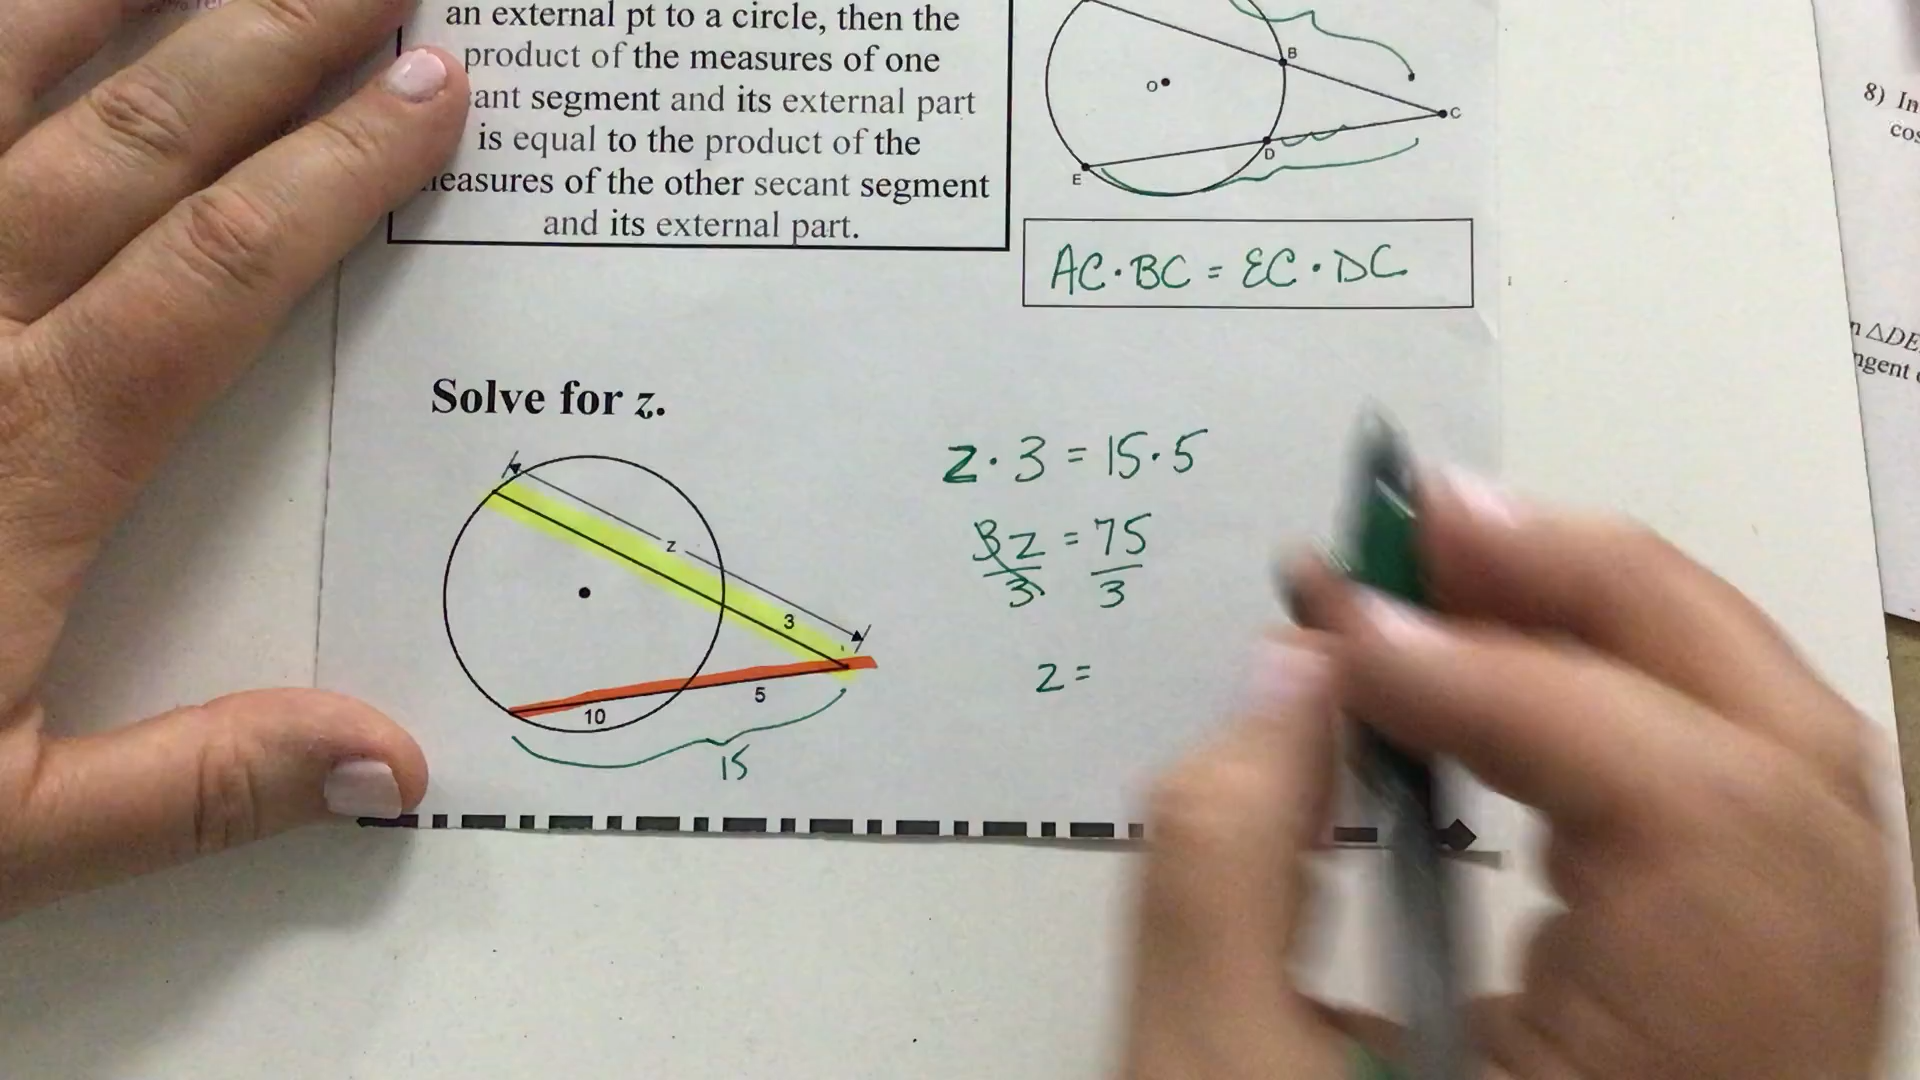 an external pt to a circle, then the
product of the measures of one
ant segment and its external part
is equal to the product of the
easures of the other secant segment
and its external part.
B
O
C
D
E
AC·BC = EC·DC
8) In
cos
ΔDE
ngent
Solve for z.
z
3
5
10
15
z·3 = 15·5
3z = 75
3 3
z =